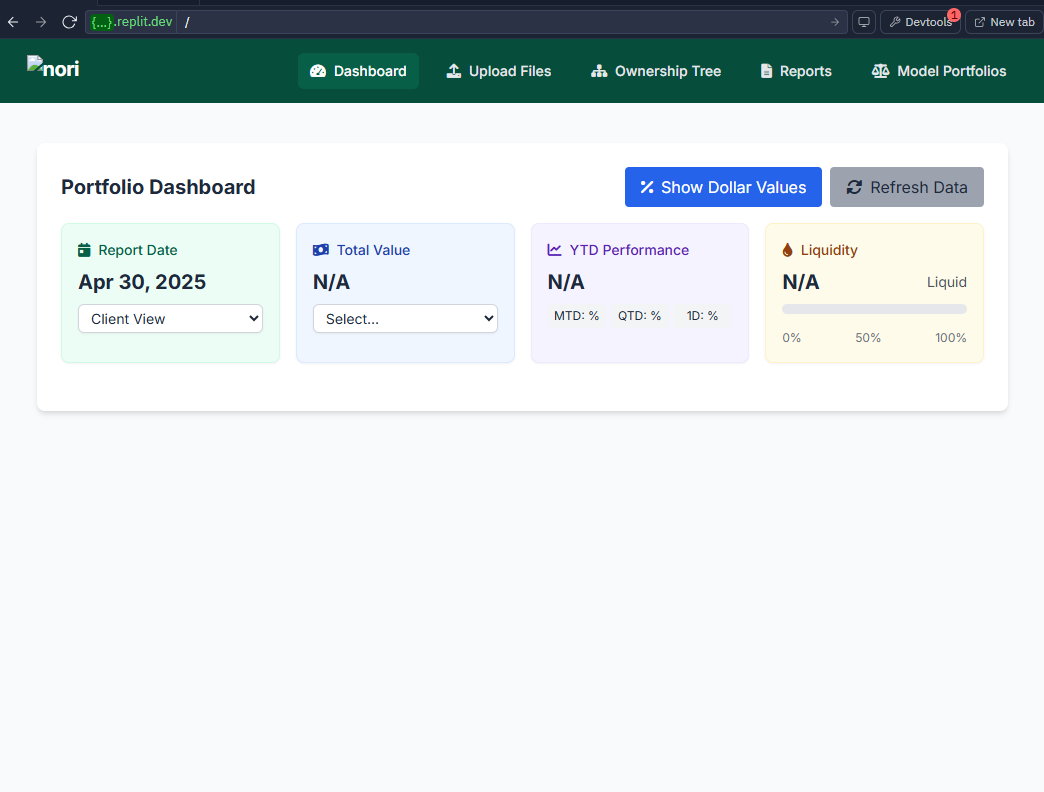 {...}.replit.dev /
Devtools 1
New tab
nori
Dashboard
Upload Files
Ownership Tree
Reports
Model Portfolios
Portfolio Dashboard
Show Dollar Values
Refresh Data
Report Date
Apr 30, 2025
Client View
Total Value
N/A
Select...
YTD Performance
N/A
MTD: % QTD: % 1D: %
Liquidity
N/A Liquid
0% 50% 100%